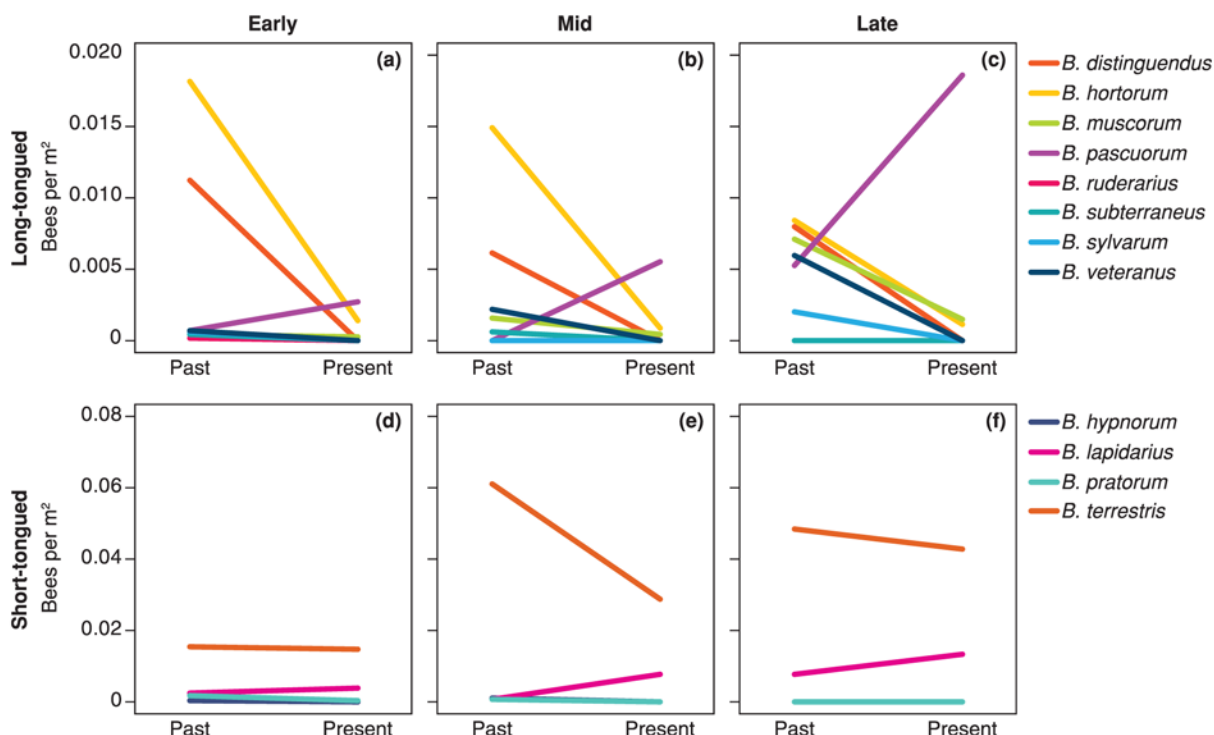 Early Mid Late
Long-tongued
Bees per m²
0.020
0.015
0.010
0.005
0
(a) (b) (c)
Past Present Past Present Past Present
B. distinguendus
B. hortorum
B. muscorum
B. pascuorum
B. ruderarius
B. subterraneus
B. sylvarum
B. veteranus
Short-tongued
Bees per m²
0.08
0.06
0.04
0.02
0
(d) (e) (f)
Past Present Past Present Past Present
B. hypnorum
B. lapidarius
B. pratorum
B. terrestris